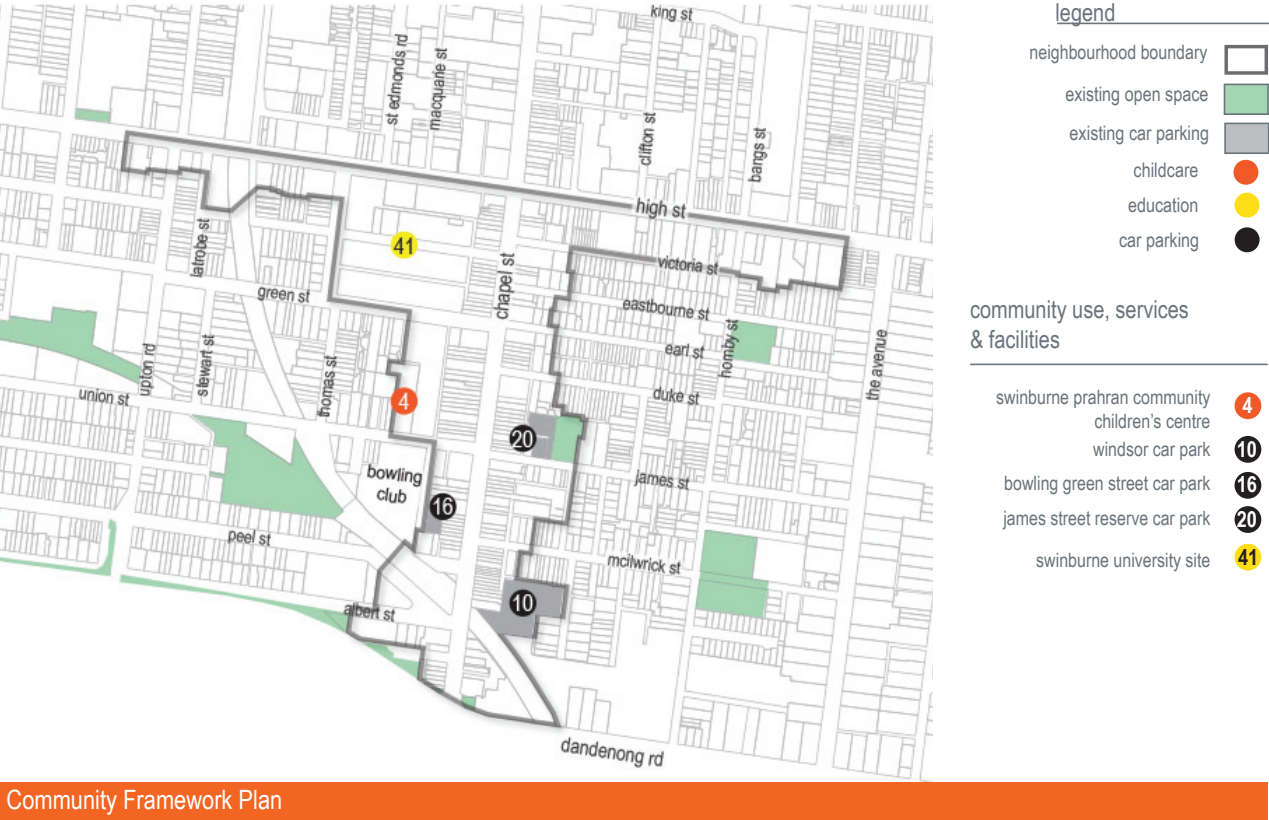 king st
st edmonds rd
macquarie st
clifton st
bangs st
high st
41
latrobe st
chapel st
victoria st
green st
eastbourne st
hornby st
earl st
the avenue
upton rd
stewart st
thomas st
duke st
union st
4
20
bowling
club
james st
16
peel st
mcilwrick st
10
albert st
dandenong rd
legend
neighbourhood boundary
existing open space
existing car parking
childcare
education
car parking
community use, services
& facilities
swinburne prahran community
children's centre 4
windsor car park 10
bowling green street car park 16
james street reserve car park 20
swinburne university site 41
Community Framework Plan